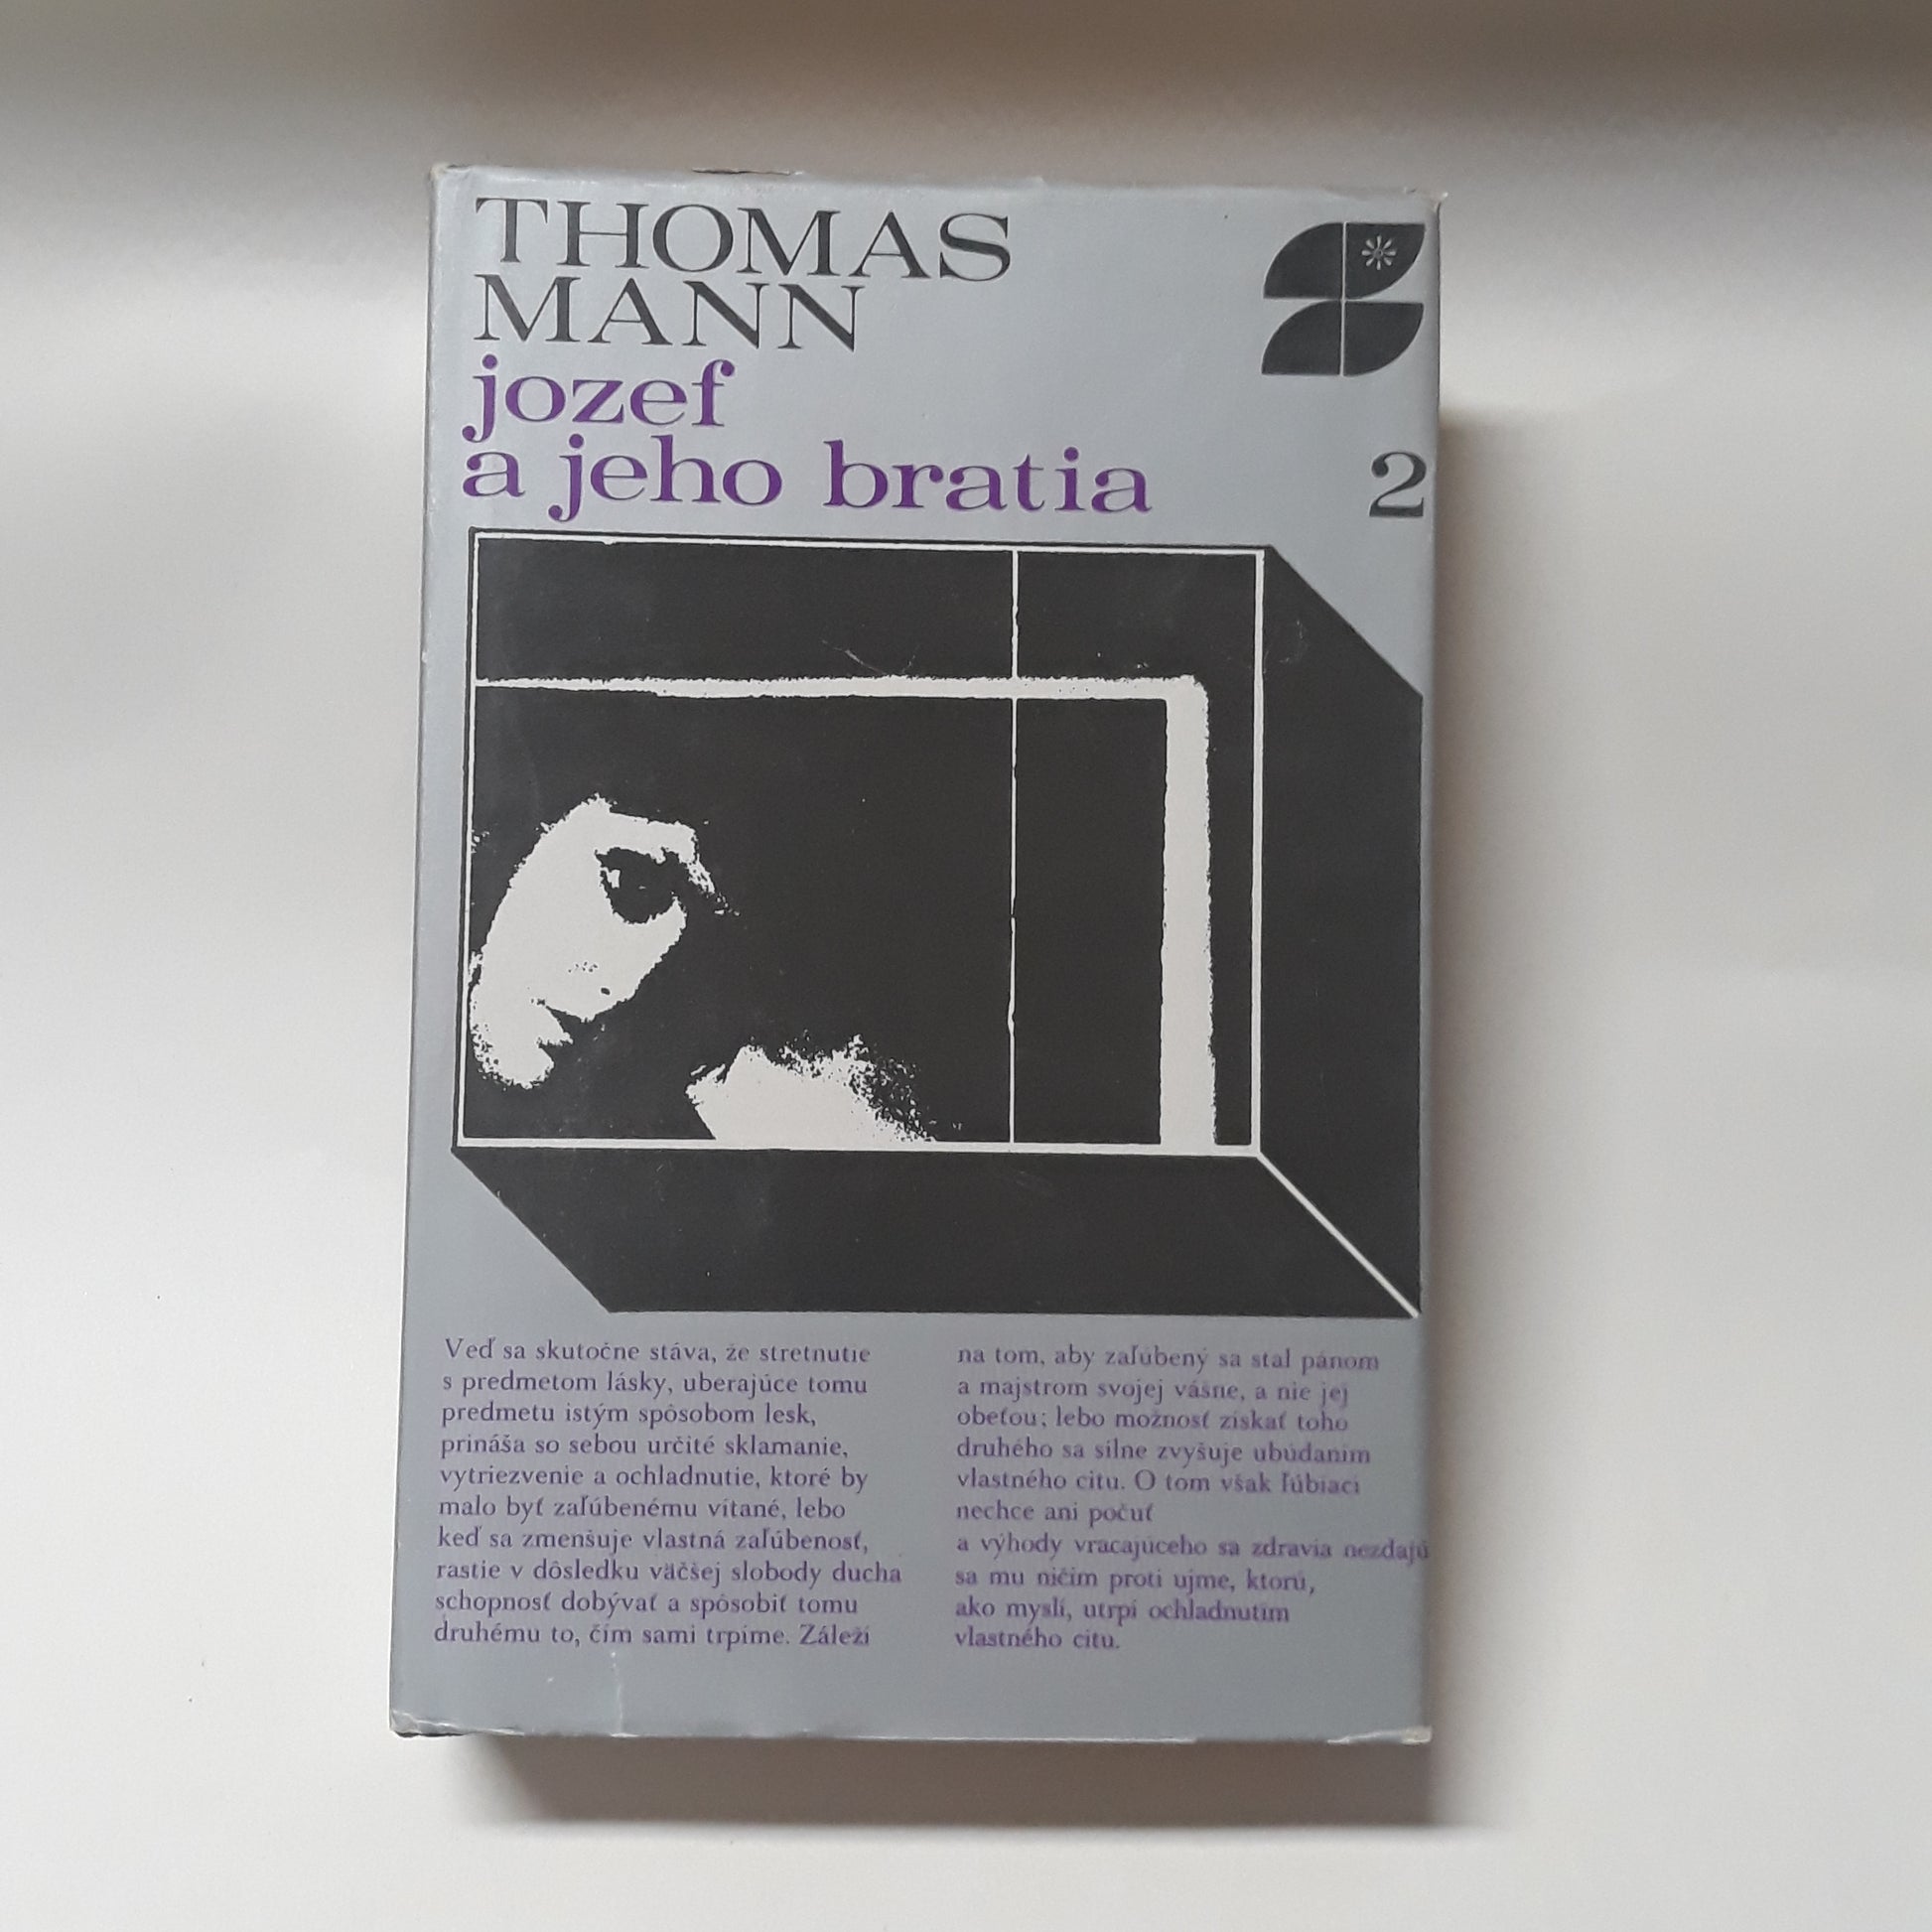 THOMAS
MANN
jozef
a jeho bratia
2
Veď sa skutočne stáva, že stretnutie
s predmetom lásky, uberajúce tomu
predmetu istým spôsobom lesk,
prináša so sebou určité sklamanie,
vytriezvenie a ochladnutie, ktoré by
malo byť zaľúbenému vítané, lebo
keď sa zmenšuje vlastná zaľúbenosť,
rastie v dôsledku väčšej slobody ducha
schopnosť dobývať a spôsobiť tomu
druhému to, čím sami trpíme. Záleží
na tom, aby zaľúbený sa stal pánom
a majstrom svojej vášne, a nie jej
obeťou; lebo možnosť získať toho
druhého sa silne zvyšuje ubúdaním
vlastného citu. O tom však ľúbiaci
nechce ani počuť
a výhody vracajúceho sa zdravia nezdajú
sa mu ničím proti ujme, ktorú,
ako myslí, utrpí ochladnutím
vlastného citu.